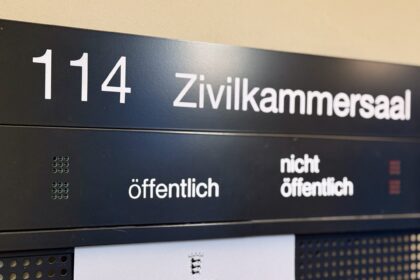 114 Zivilkammersaal
öffentlich
nicht
öffentlich